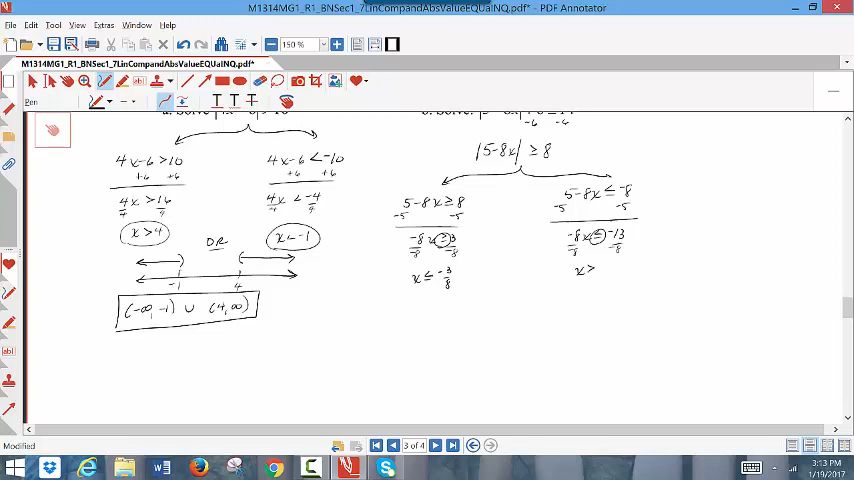 M1314MG1_R1_BNSec1_7LinCompandAbsValueEQUAINQ.pdf* - PDF Annotator
File Edit Tool View Extras Window Help
150 %
M1314MG1_R1_BNSec1_7LinCompandAbsValueEQUAINQ.pdf*
Pen
-6 -6
|5-8x| ≥ 8
4x-6 >10
+6 +6
4x >16
4 4
x > 4
OR
4x-6 < -10
+6 +6
4x < -4
4 4
x < -1
-1 4
(-∞, -1) ∪ (4, ∞)
5-8x ≥ 8
-5 -5
-8x ≥ 3
-8 -8
x ≤ -3/8
5-8x ≤ -8
-5 -5
-8x ≤ -13
-8 -8
x >
3 of 4
Modified
3:13 PM
1/19/2017